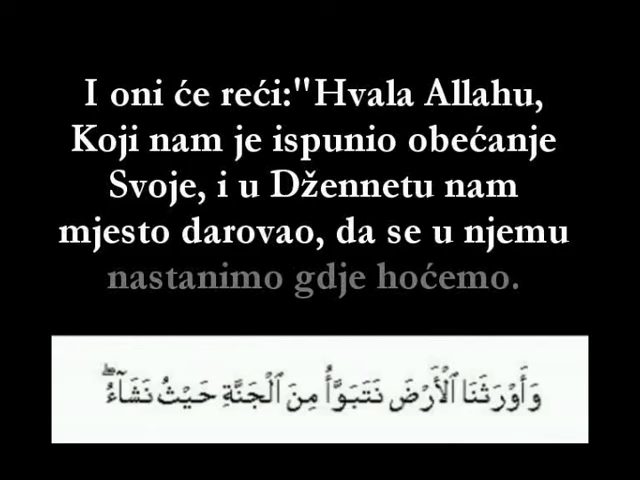 I oni će reći:"Hvala Allahu,
Koji nam je ispunio obećanje
Svoje, i u Džennetu nam
mjesto darovao, da se u njemu
nastanimo gdje hoćemo.
وَأَوْرَثَنَا ٱلْأَرْضَ نَتَبَوَّأُ مِنَ ٱلْجَنَّةِ حَيْثُ نَشَآءُ ۖ